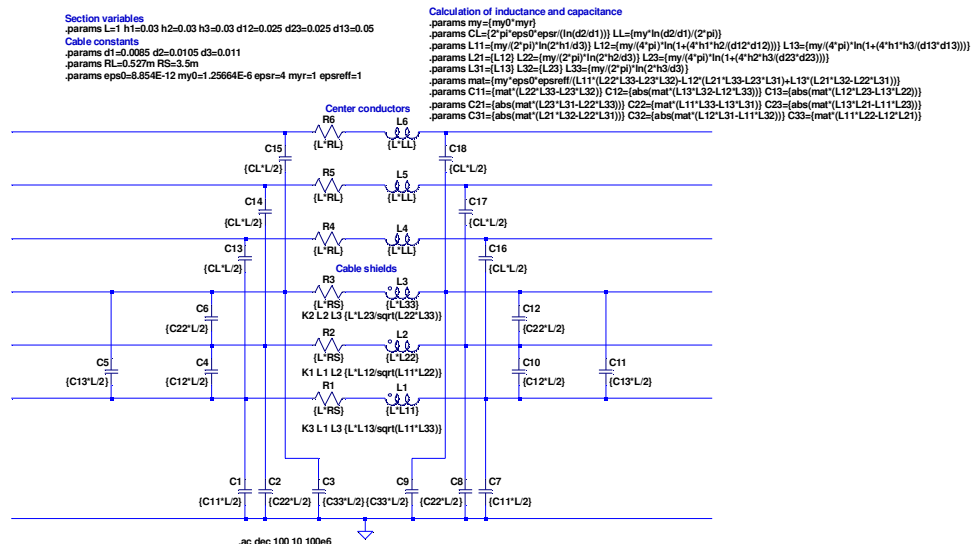 Section variables
.params L=1 h1=0.03 h2=0.03 h3=0.03 d12=0.025 d23=0.025 d13=0.05
Cable constants
.params d1=0.0085 d2=0.0105 d3=0.011
.params RL=0.527m RS=3.5m
.params eps0=8.854E-12 my0=1.25664E-6 epsr=4 myr=1 epsreff=1
Calculation of inductance and capacitance
.params my={my0*myr}
.params CL={2*pi*eps0*epsr/(ln(d2/d1))} LL={my*ln(d2/d1)/(2*pi)}
.params L11={my/(2*pi)*ln(2*h1/d3)} L12={my/(4*pi)*ln(1+(4*h1*h2/(d12*d12)))} L13={my/(4*pi)*ln(1+(4*h1*h3/(d13*d13)))}
.params L21={L12} L22={my/(2*pi)*ln(2*h2/d3)} L23={my/(4*pi)*ln(1+(4*h2*h3/(d23*d23)))}
.params L31={L13} L32={L23} L33={my/(2*pi)*ln(2*h3/d3)}
.params mat={my*eps0*epsreff/(L11*(L22*L33-L23*L32)-L12*(L21*L33-L23*L31)+L13*(L21*L32-L22*L31))}
.params C11={mat*(L22*L33-L23*L32)} C12={abs(mat*(L13*L32-L12*L33))} C13={abs(mat*(L12*L23-L13*L22))}
.params C21={abs(mat*(L23*L31-L22*L33))} C22={mat*(L11*L33-L13*L31)} C23={abs(mat*(L13*L21-L11*L23))}
.params C31={abs(mat*(L21*L32-L22*L31))} C32={abs(mat*(L12*L31-L11*L32))} C33={mat*(L11*L22-L12*L21)}
Center conductors
R6 L6
{L*RL} {L*LL}
C15 C18
{CL*L/2} {CL*L/2}
R5 L5
{L*RL} {L*LL}
C14 C17
{CL*L/2} {CL*L/2}
R4 L4
{L*RL} {L*LL}
C13 C16
{CL*L/2} {CL*L/2}
Cable shields
R3 L3
{L*RS} {L*L33}
K2 L2 L3 {L*L23/sqrt(L22*L33)}
C6 C12
{C22*L/2} {C22*L/2}
R2 L2
{L*RS} {L*L22}
C5 C4 C10 C11
{C13*L/2} {C12*L/2} {C12*L/2} {C13*L/2}
K1 L1 L2 {L*L12/sqrt(L11*L22)}
R1 L1
{L*RS} {L*L11}
K3 L1 L3 {L*L13/sqrt(L11*L33)}
C1 C2 C3 C9 C8 C7
{C11*L/2} {C22*L/2} {C33*L/2} {C33*L/2} {C22*L/2} {C11*L/2}
.ac dec 100 10 100e6